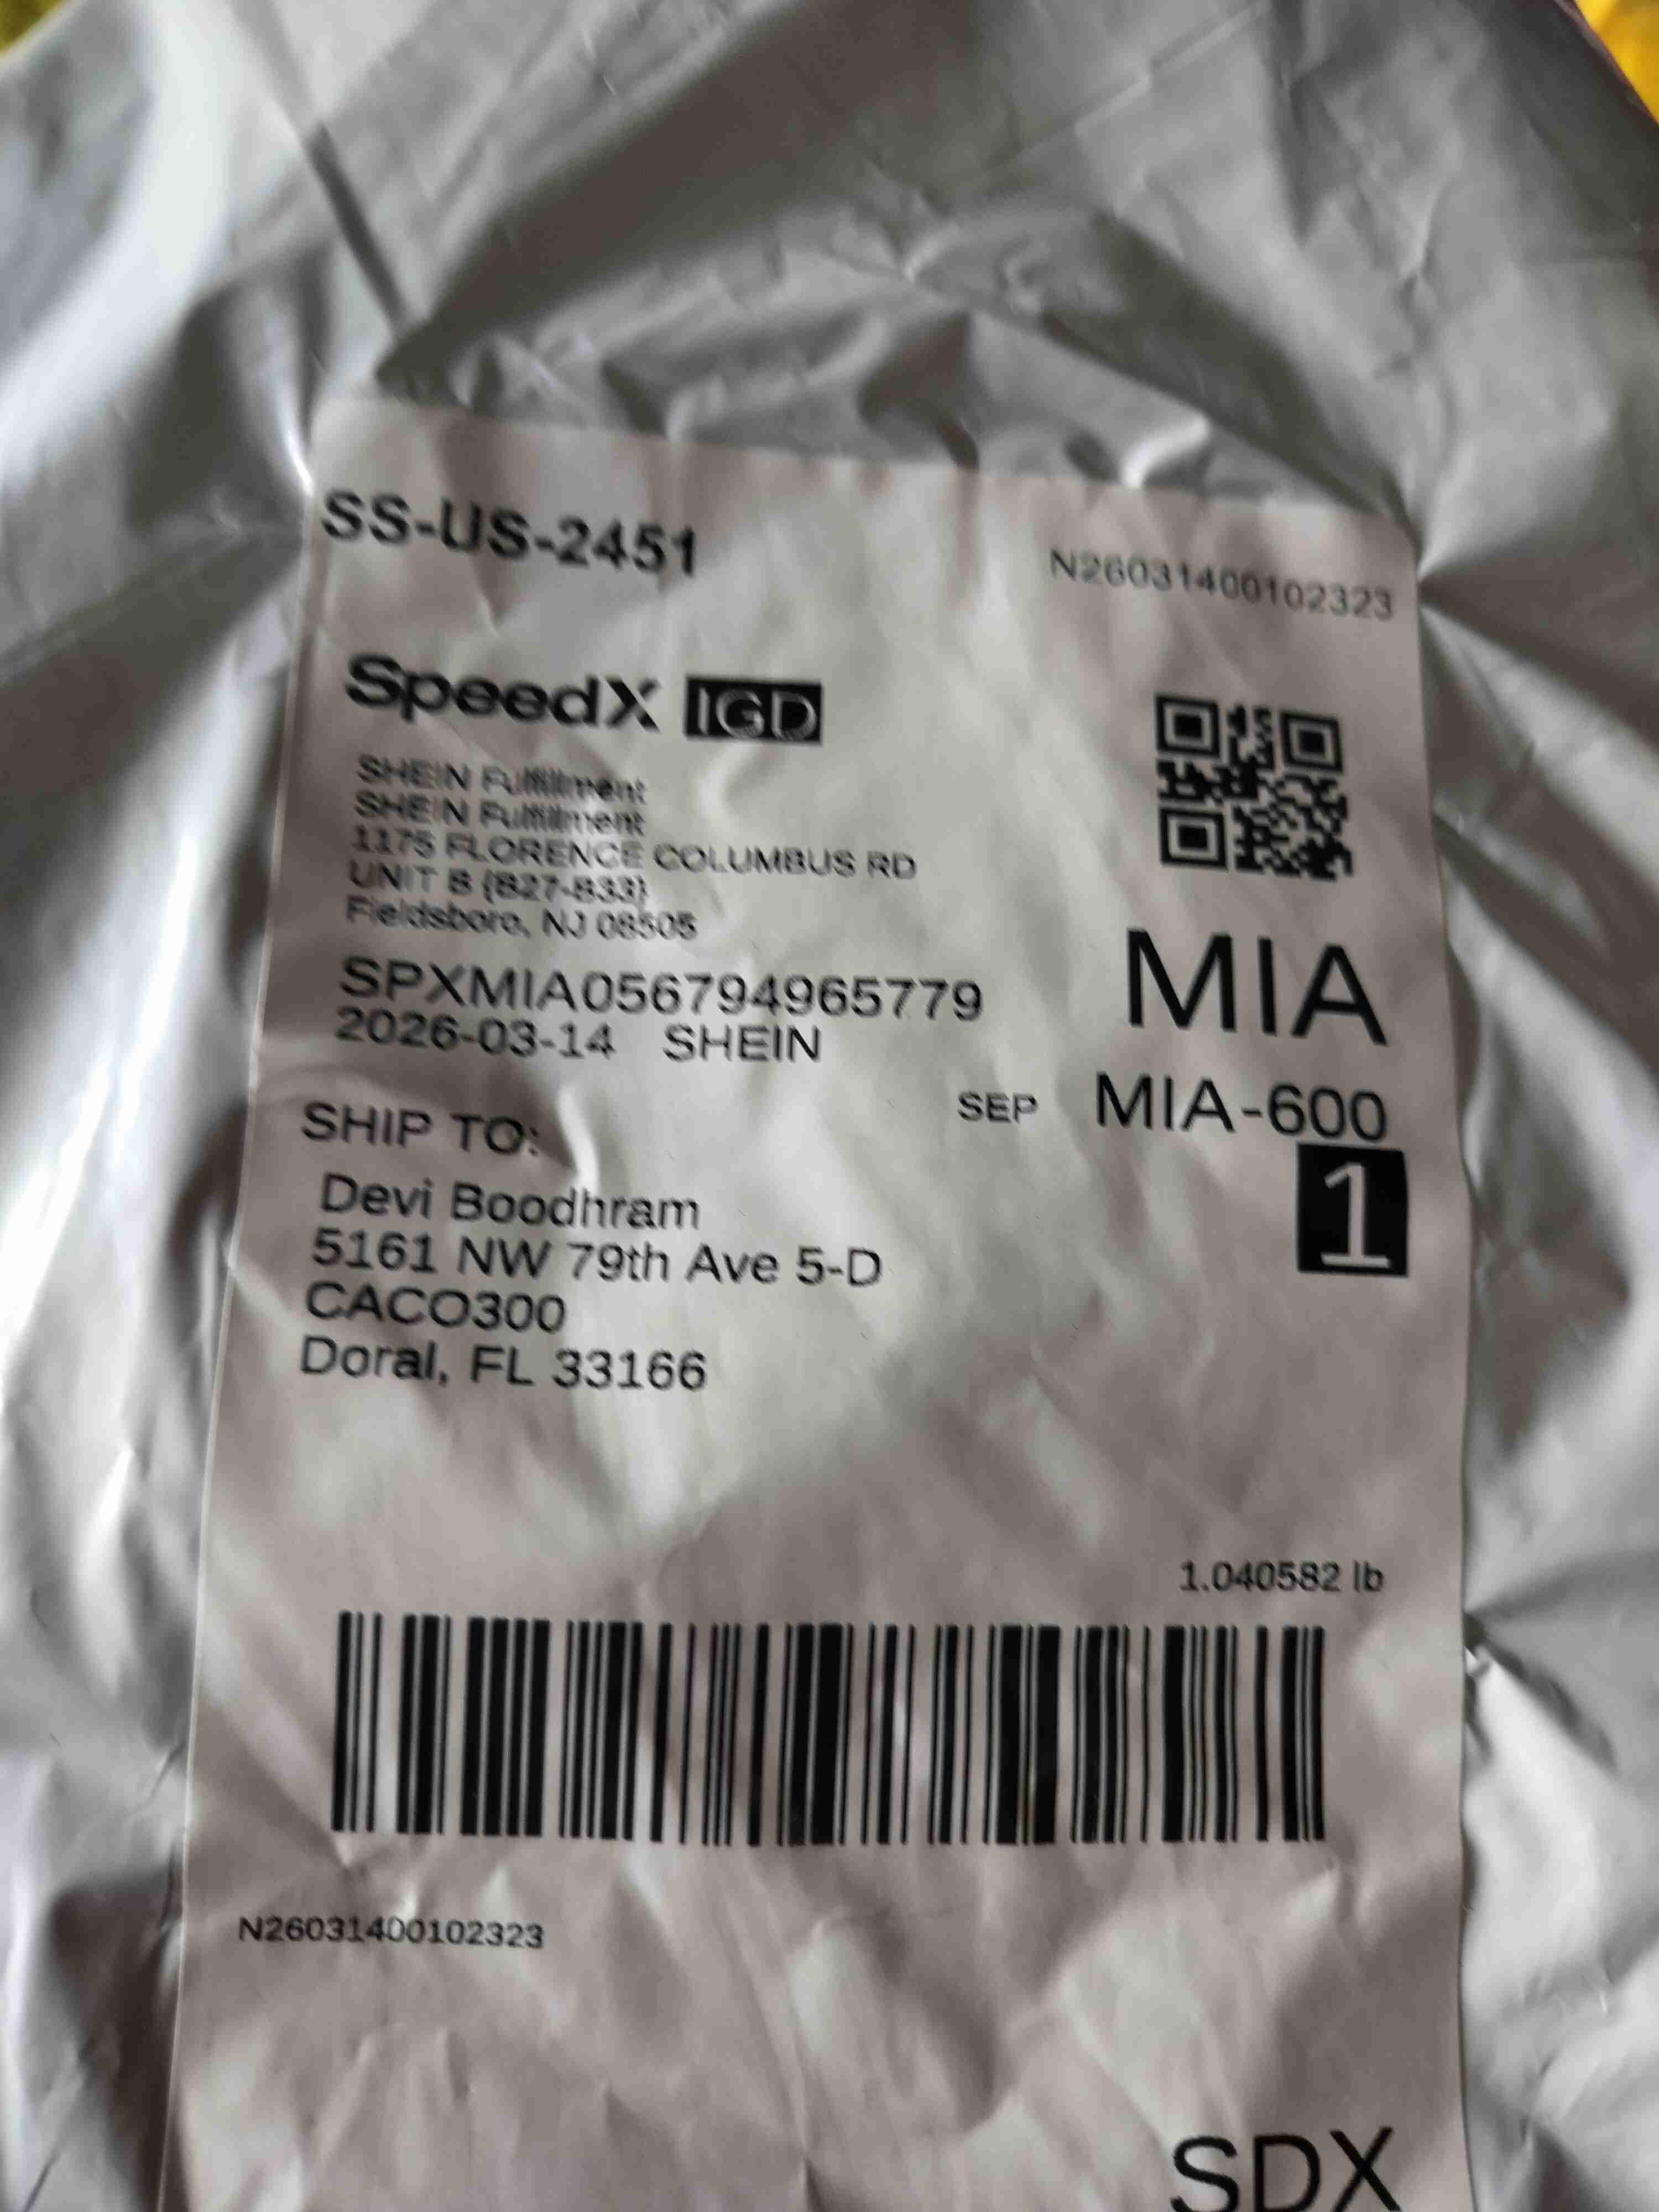 SS-US-2451
N26031400102323
SpeedX IGD
SHEIN Fulfillment
SHEIN Fulfillment
1175 FLORENCE COLUMBUS RD
UNIT B (B27-B33)
Fieldsboro, NJ 08505
SPXMIA056794965779
2026-03-14 SHEIN
MIA
SEP MIA-600
1
SHIP TO:
Devi Boodhram
5161 NW 79th Ave 5-D
CACO300
Doral, FL 33166
1.040582 lb
N26031400102323
SDX